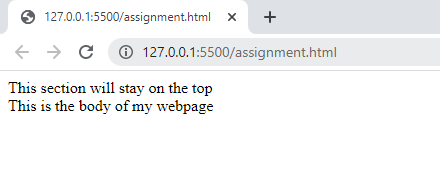 127.0.0.1:5500/assignment.html
127.0.0.1:5500/assignment.html
This section will stay on the top
This is the body of my webpage